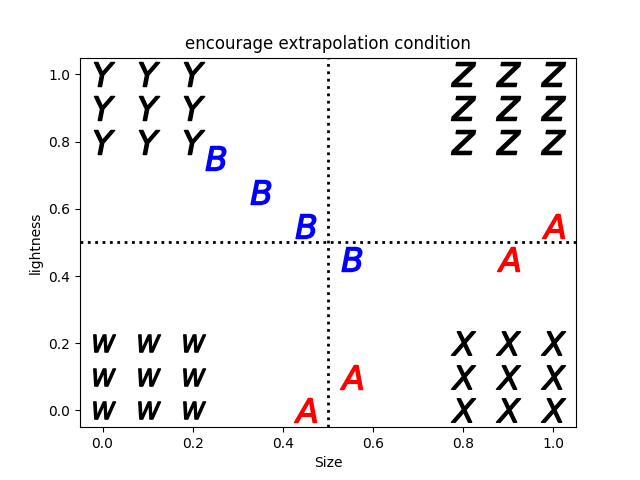 encourage extrapolation condition
1.0 Y Y Y Z Z Z
Y Y Y Z Z Z
0.8 Y Y Y Z Z Z
B
B
0.6
B A
B A
0.4
lightness
0.2 W W W X X X
W W W A X X X
0.0 W W W A X X X
0.0 0.2 0.4 0.6 0.8 1.0
Size